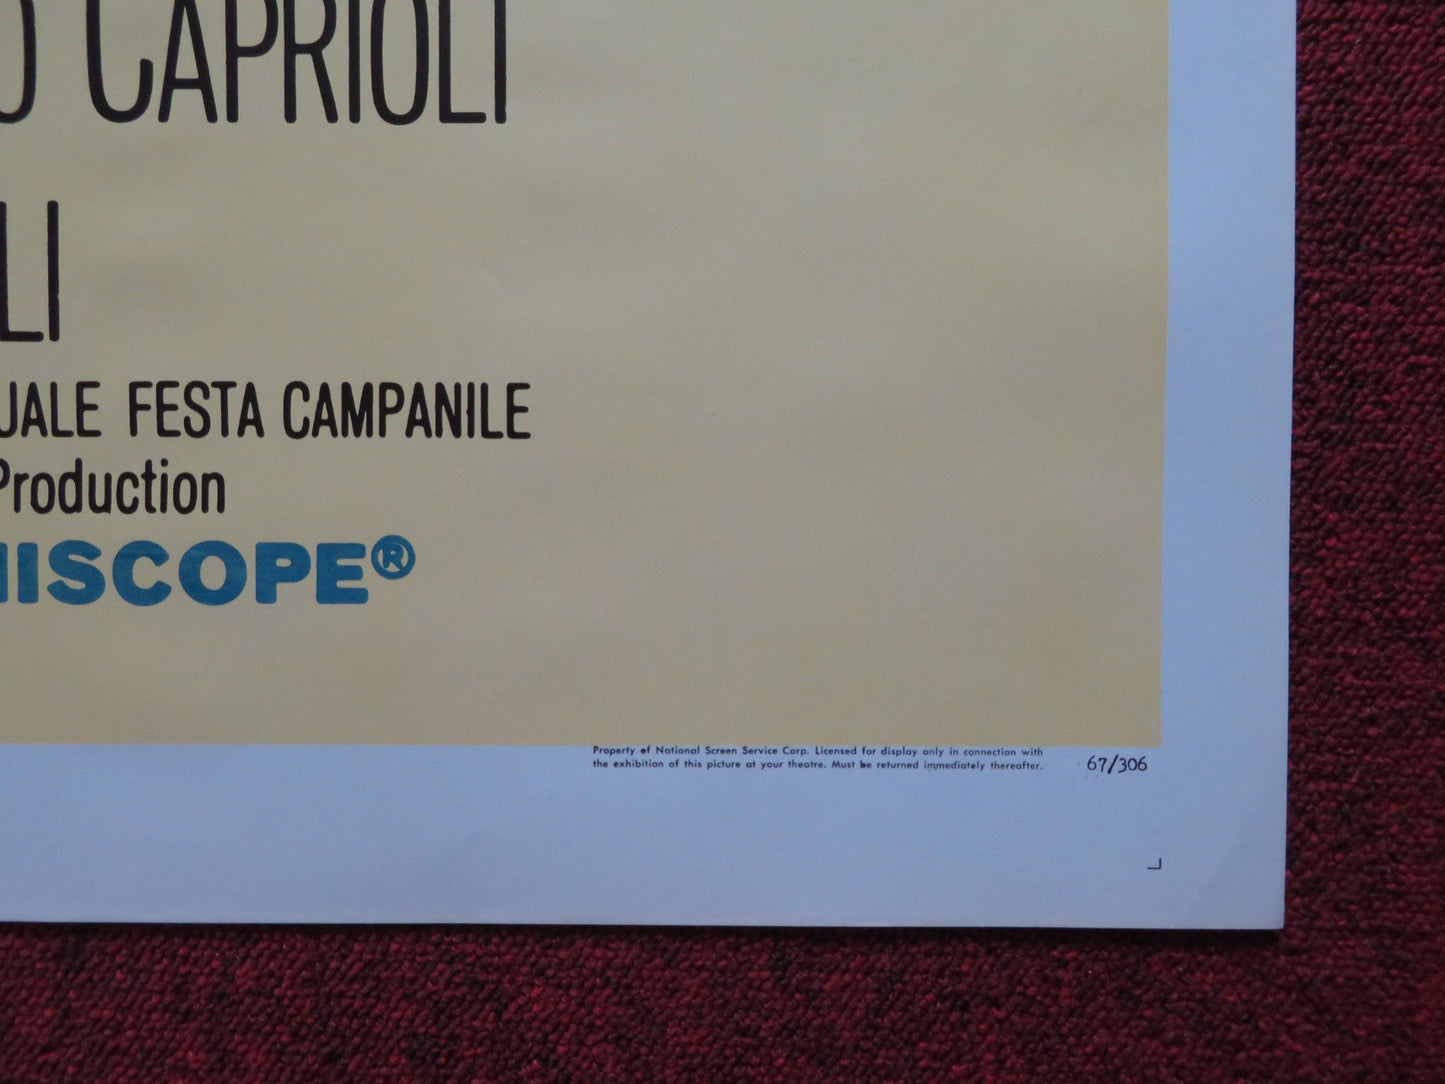 O CAPRIOLI
LI
UALE FESTA CAMPANILE
Production
ISCOPE®
Property of National Screen Service Corp. Licensed for display only in connection with
the exhibition of this picture at your theatre. Must be returned immediately thereafter.
67/306